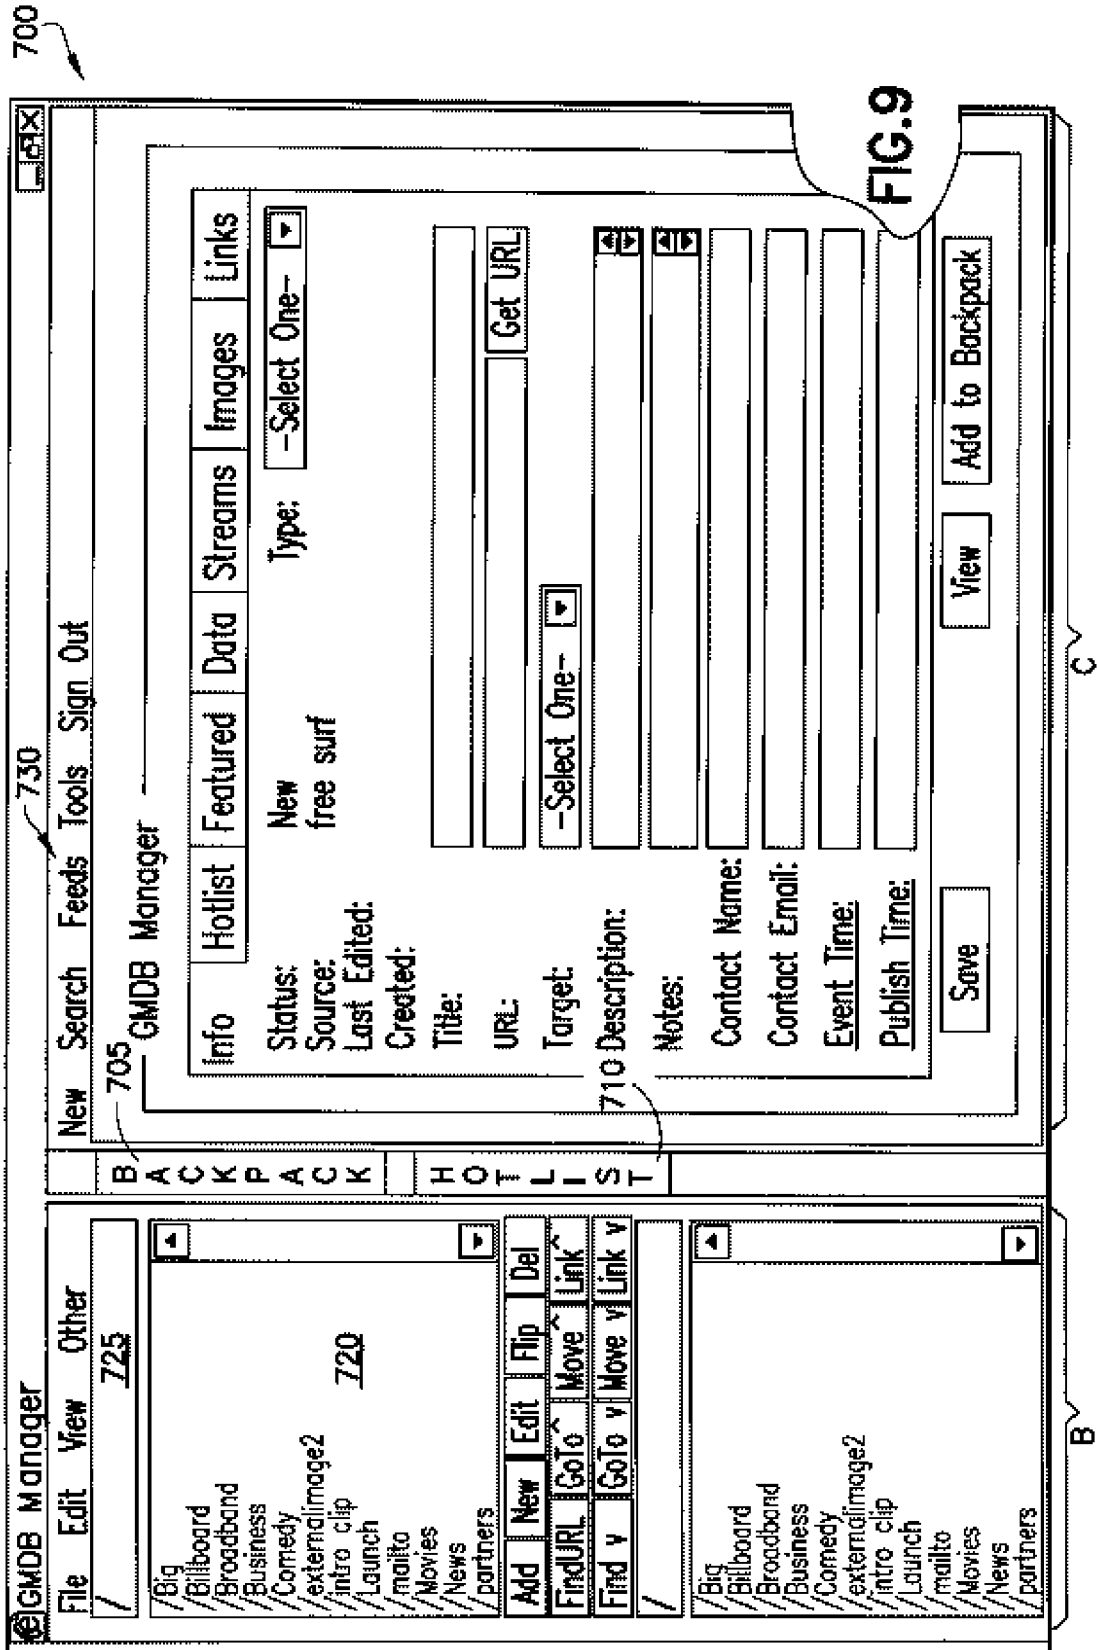 700
GMDB Manager
File Edit View Other
/
725
//Big
//Billboard
//Broadband
//Business
//Comedy
//externalimage2
//intro clip
//Launch
//mailto
//Movies
//News
//partners
720
Add New Edit Flip Del
FindURL GoTo^ Move^ Link^
Find v GoTo v Move v Link v
/
//Big
//Billboard
//Broadband
//Business
//Comedy
//externalimage2
//intro clip
//Launch
//mailto
//Movies
//News
//partners
B
BACKPACK
705
HOTLIST
710
730
New Search Feeds Tools Sign Out
GMDB Manager
Info Hotlist Featured Data Streams Images Links
Status: New Type: -Select One-
Source: free surf
Last Edited:
Created:
Title:
URL: Get URL
Target: -Select One-
Description:
Notes:
Contact Name:
Contact Email:
Event Time:
Publish Time:
Save View Add to Backpack
C
FIG.9